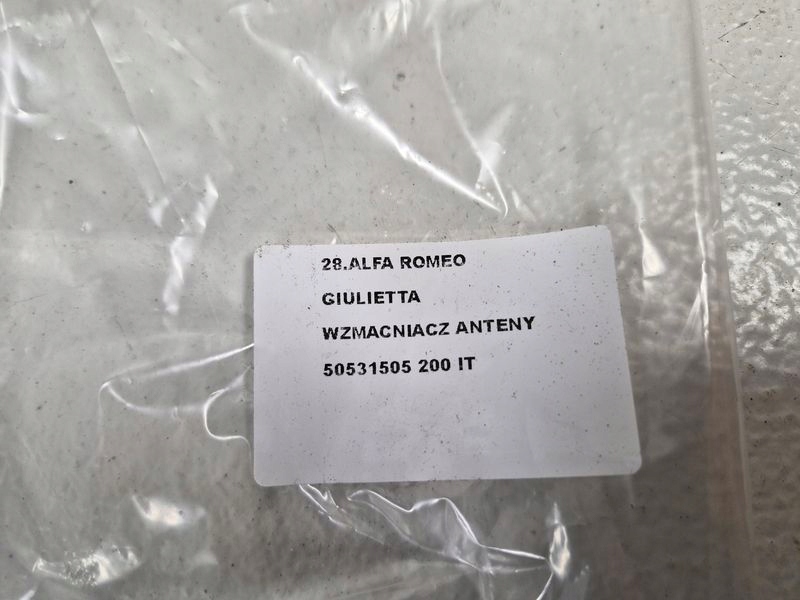 28.ALFA ROMEO
GIULIETTA
WZMACNIACZ ANTENY
50531505 200 IT